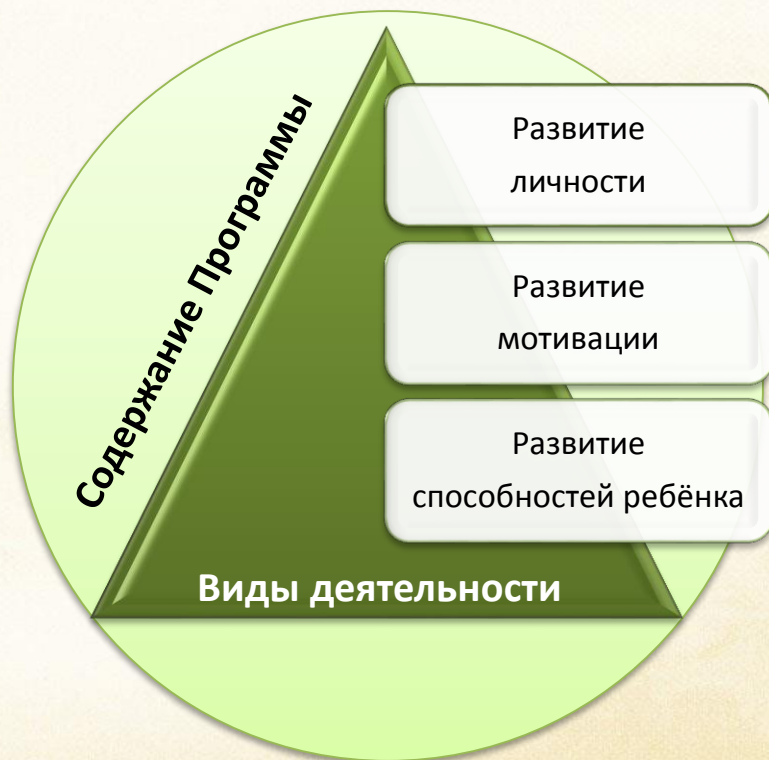 Содержание Программы
Развитие
личности
Развитие
мотивации
Развитие
способностей ребёнка
Виды деятельности